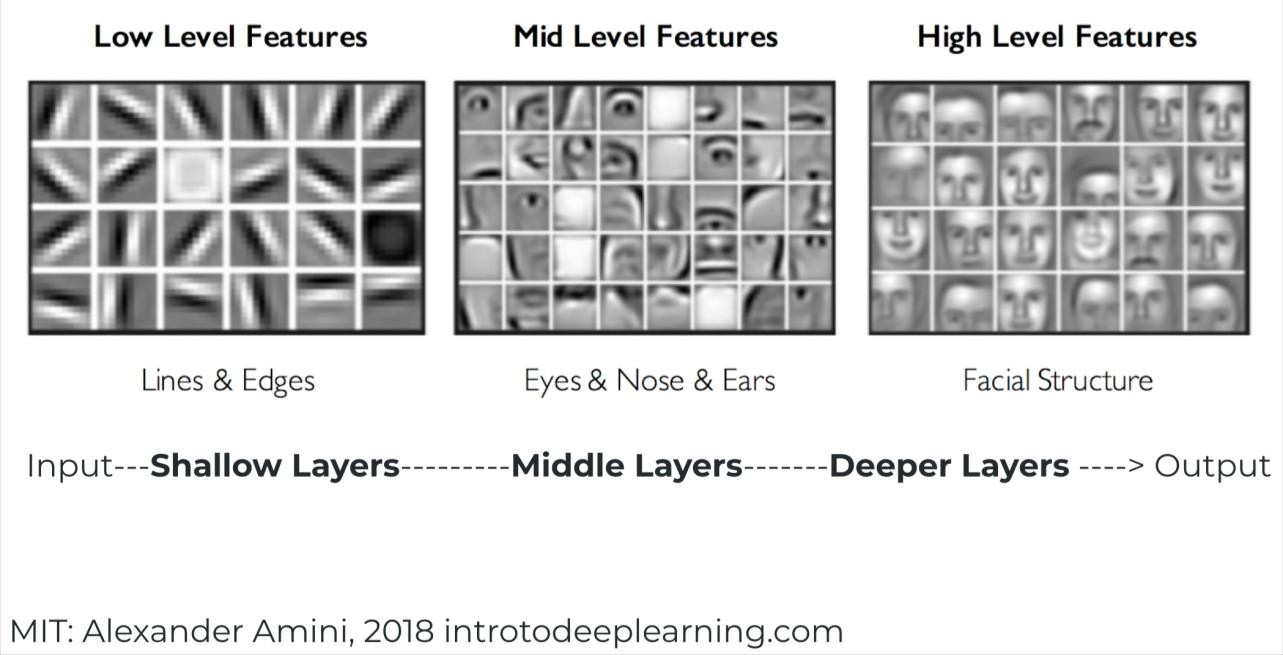 Low Level Features
Mid Level Features
High Level Features
Lines & Edges
Eyes & Nose & Ears
Facial Structure
Input---Shallow Layers---------Middle Layers-------Deeper Layers ----> Output
MIT: Alexander Amini, 2018 introtodeeplearning.com